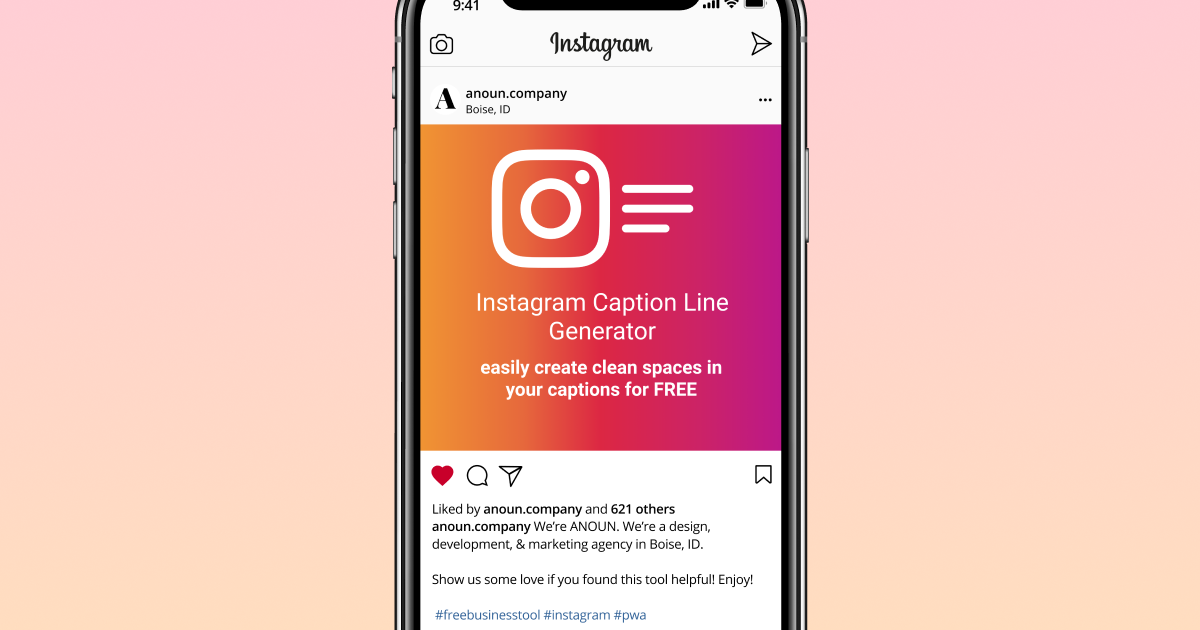 9:41
Instagram
A
anoun.company
Boise, ID
Instagram Caption Line
Generator
easily create clean spaces in
your captions for FREE
Liked by anoun.company and 621 others
anoun.company We’re ANOUN. We’re a design,
development, & marketing agency in Boise, ID.
Show us some love if you found this tool helpful! Enjoy!
#freebusinesstool #instagram #pwa